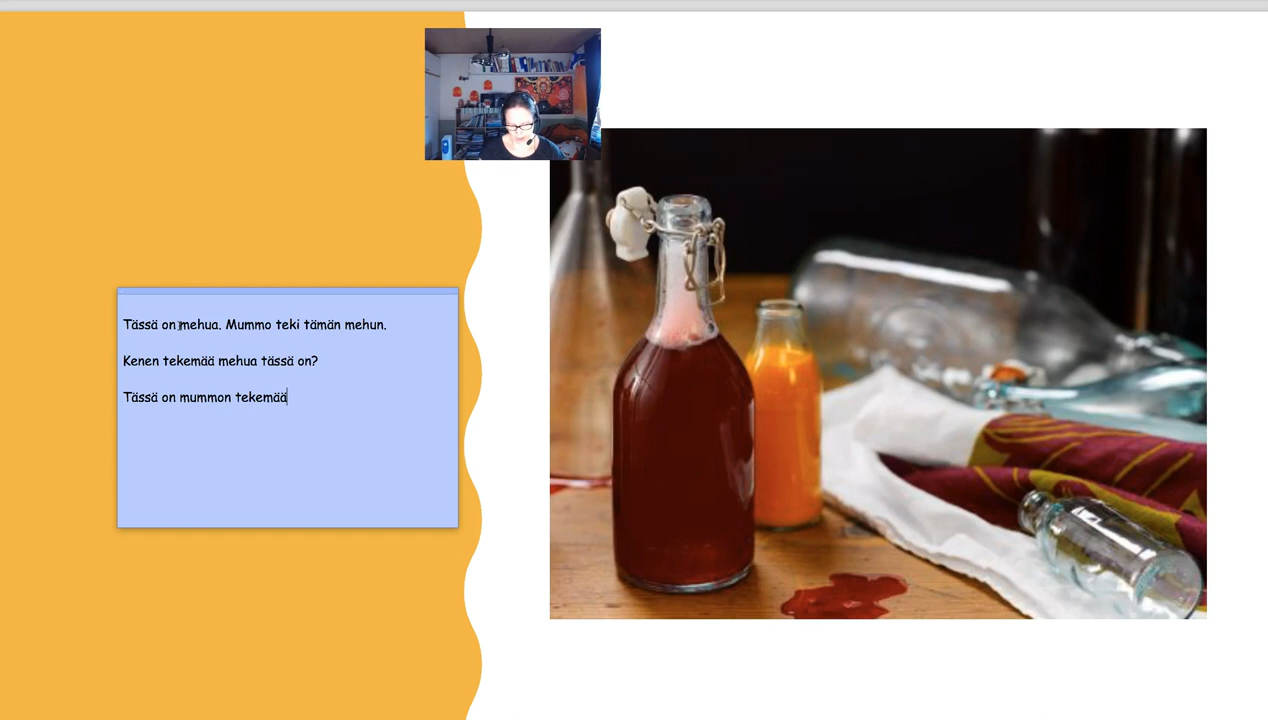 Tässä on mehua. Mummo teki tämän mehun.
Kenen tekemää mehua tässä on?
Tässä on mummon tekemää